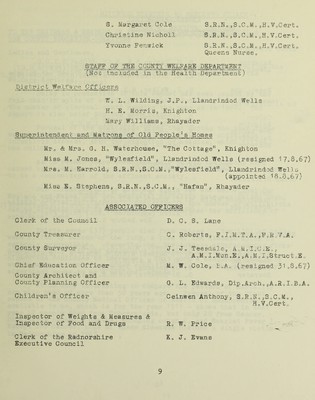 S. Margaret Cole S.R.N.,S.C.M.,H.V.Cert.
Christine Nicholl S.R.N.,S.C.M.,H.V.Cert.
Yvonne Fenwick S.R.N.,S.C.M.,H.V.Cert.
Queens Nurse.
STAFF OF THE COUNTY WELFARE DEPARTMENT
(Not included in the Health Department)
District Welfare Officers
W. L. Wilding, J.P., Llandrindod Wells
H. E. Morris, Knighton
Mary Williams, Rhayader
Superintendent and Matrons of Old People's Homes
Mr. & Mrs. G. H. Waterhouse, "The Cottage", Knighton
Miss M. Jones, "Wylesfield", Llandrindod Wells (resigned 17.8.67)
Mrs. M. Harrold, S.R.N.,S.C.M.,"Wylesfield", Llandrindod Wells
(appointed 18.8.67)
Miss E. Stephens, S.R.N.,S.C.M., "Hafan", Rhayader
ASSOCIATED OFFICERS
Clerk of the Council D. C. S. Lane
County Treasurer C. Roberts, F.I.M.T.A.,F.R.V.A.
County Surveyor J. J. Teesdale, A.M.I.C.E.,
A.M.I.Mun.E.,A.M.I.Struct.E.
Chief Education Officer M. W. Cole, B.A. (resigned 31.8.67)
County Architect and
County Planning Officer G. L. Edwards, Dip.Arch.,A.R.I.B.A.
Children's Officer Ceinwen Anthony, S.R.N.,S.C.M.,
H.V.Cert.
Inspector of Weights & Measures &
Inspector of Food and Drugs R. W. Price
Clerk of the Radnorshire K. J. Evans
Executive Council
9